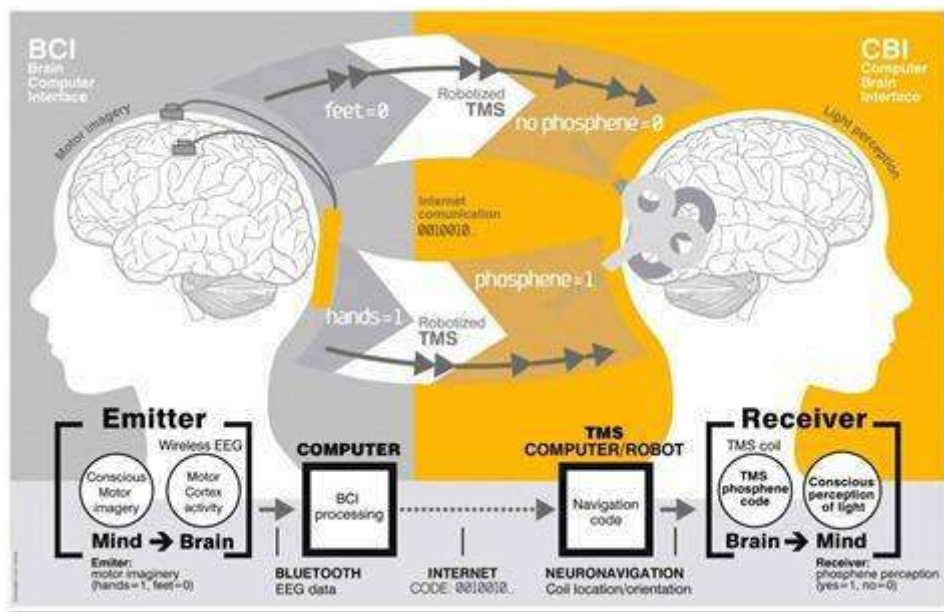 BCI
Brain
Computer
Interface
CBI
Computer
Brain
Interface
Motor imagery
Light perception
feet=0
Robotized
TMS
no phosphene=0
Internet
comunication
0010010..
phosphene=1
hands=1
Robotized
TMS
Emitter
Wireless EEG
Conscious
Motor
imagery
Motor
Cortex
activity
Mind → Brain
Emitter:
motor imaginery
(hands=1, feet=0)
COMPUTER
BCI
processing
BLUETOOTH
EEG data
INTERNET
CODE: 0010010..
TMS
COMPUTER/ROBOT
Navigation
code
NEURONAVIGATION
Coil location/orientation
Receiver
TMS coil
TMS
phosphene
code
Conscious
perception
of light
Brain → Mind
Receiver:
phosphene perception
(yes=1, no=0)